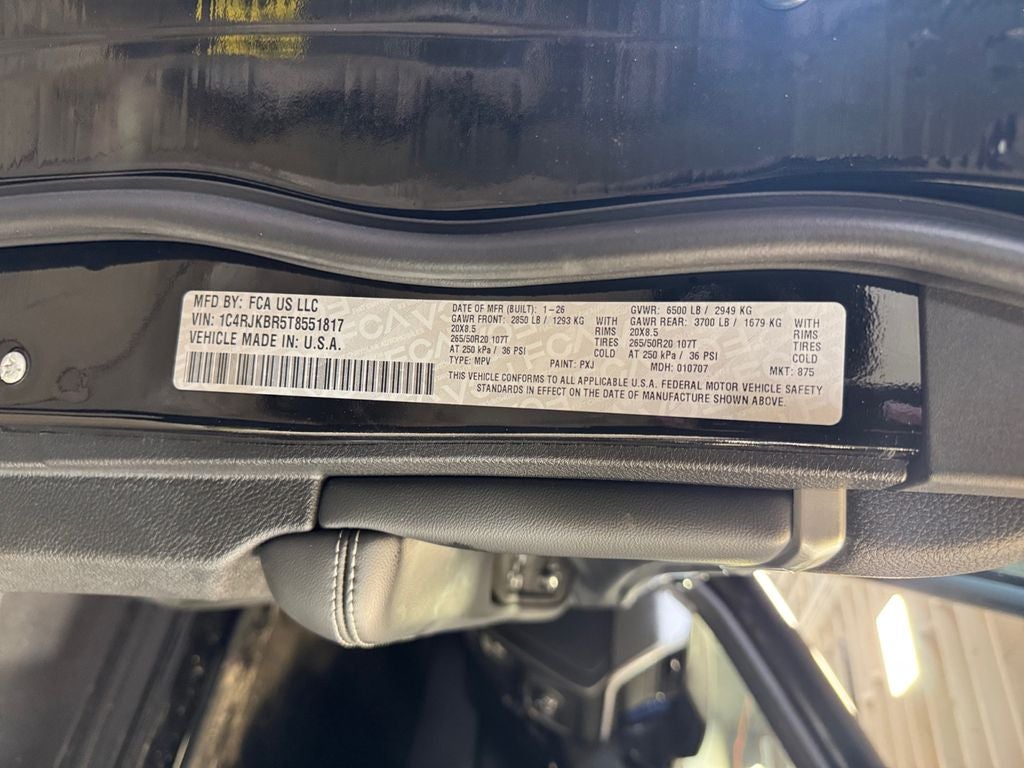 MFD BY: FCA US LLC
VIN: 1C4RJKBR5T8551817
VEHICLE MADE IN: U.S.A.
DATE OF MFR (BUILT): 1-26
GVWR: 6500 LB / 2949 KG
GAWR FRONT: 2850 LB / 1293 KG WITH
GAWR REAR: 3700 LB / 1679 KG WITH
20X8.5 RIMS
20X8.5 RIMS
265/50R20 107T TIRES
265/50R20 107T TIRES
AT 250 kPa / 36 PSI COLD
AT 250 kPa / 36 PSI COLD
TYPE: MPV PAINT: PXJ MDH: 010707 MKT: 875
THIS VEHICLE CONFORMS TO ALL APPLICABLE U.S.A. FEDERAL MOTOR VEHICLE SAFETY
STANDARDS IN EFFECT ON THE DATE OF MANUFACTURE SHOWN ABOVE.